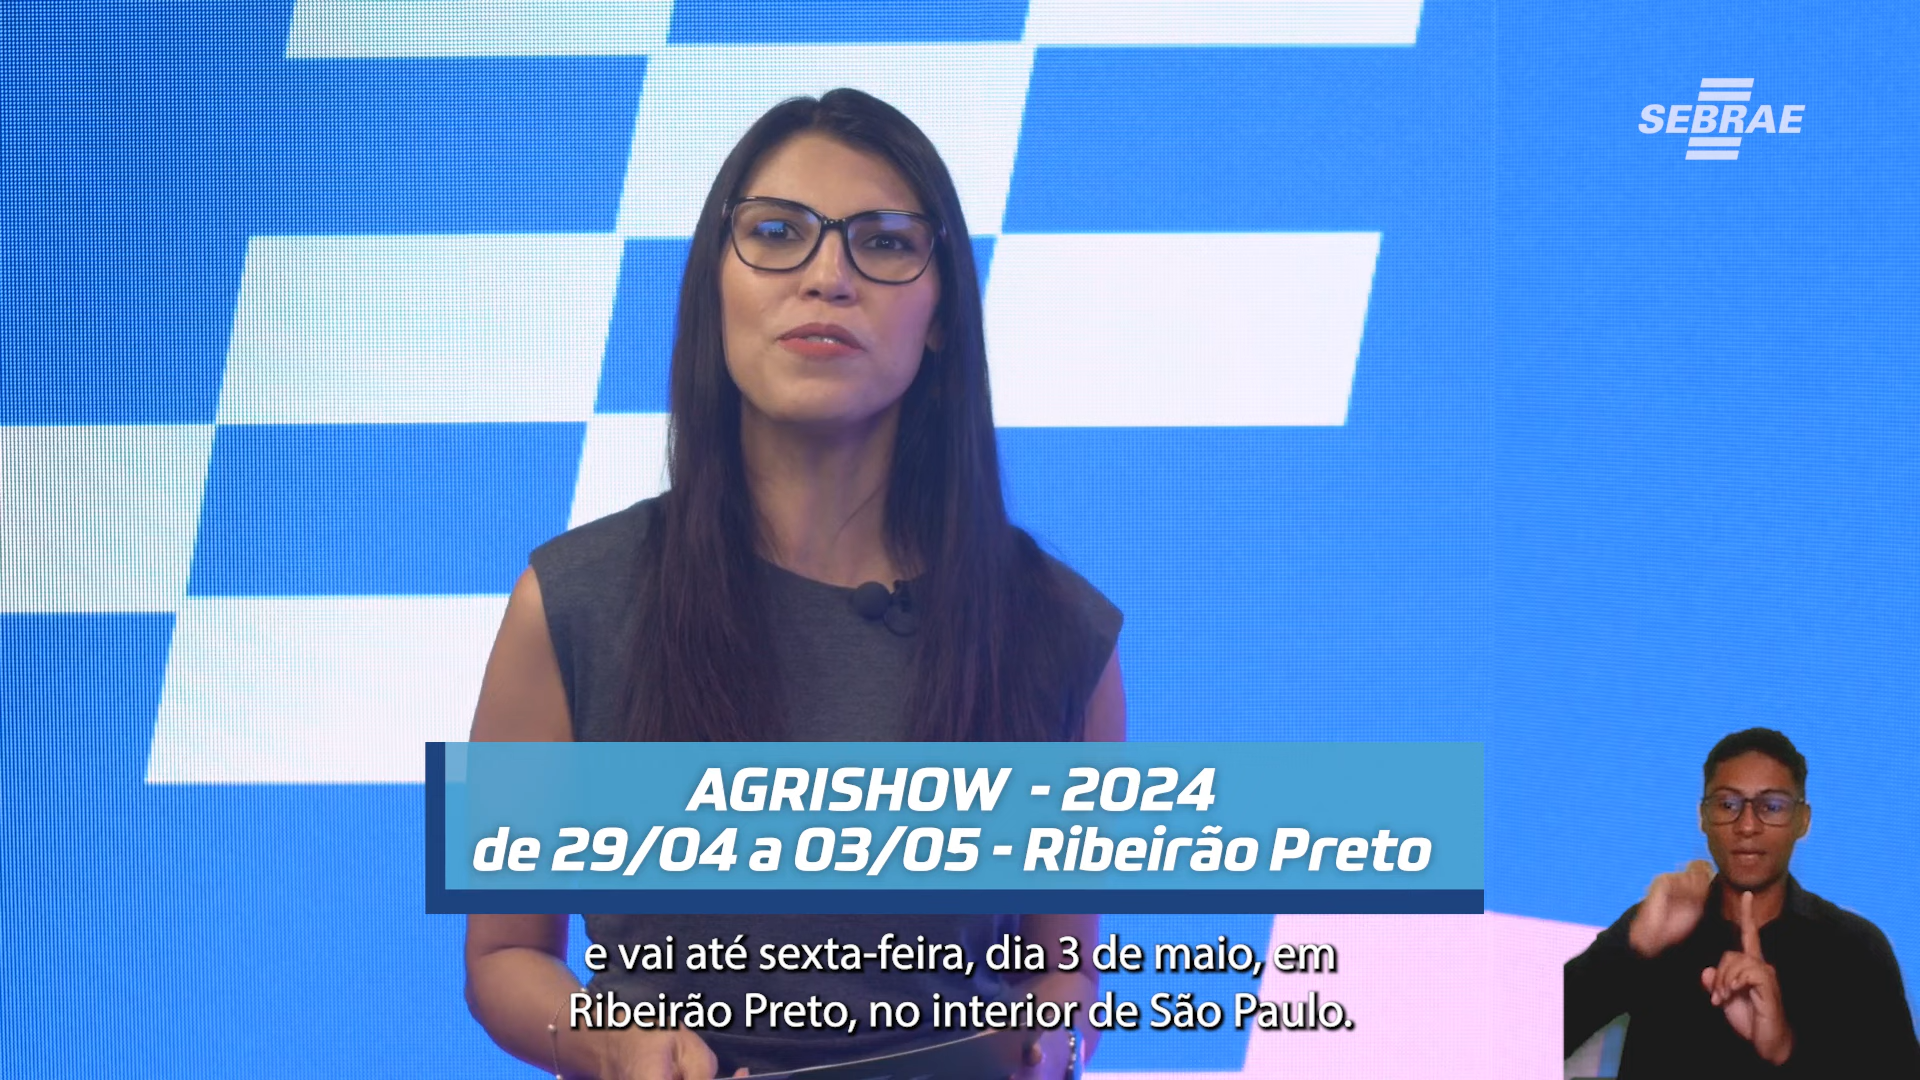 SEBRAE
AGRISHOW - 2024
de 29/04 a 03/05 - Ribeirão Preto
e vai até sexta-feira, dia 3 de maio, em
Ribeirão Preto, no interior de São Paulo.